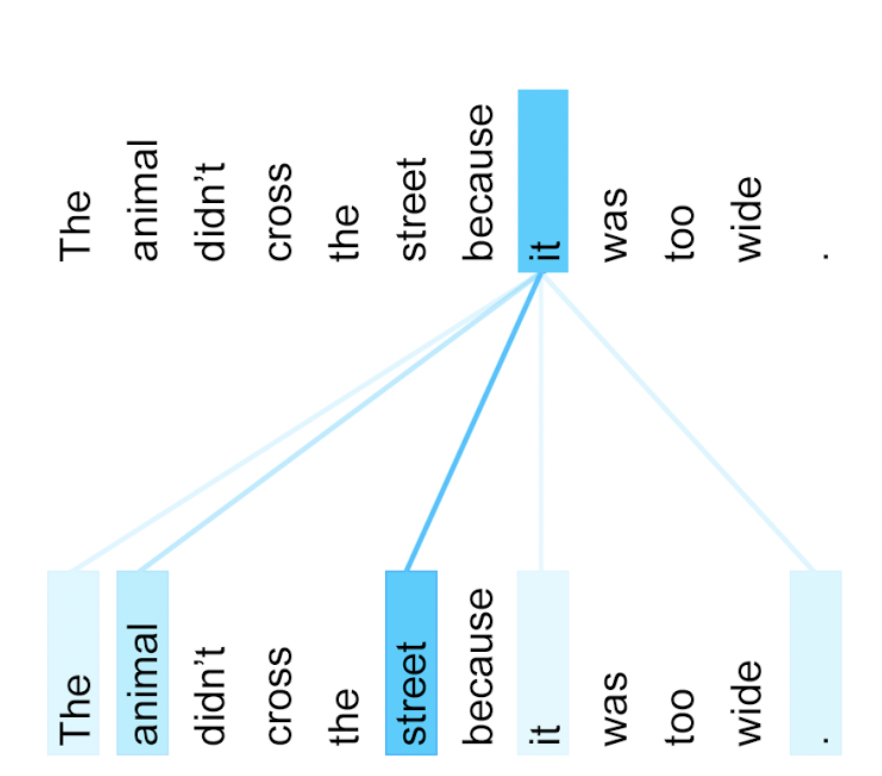 The animal didn't cross the street because it was too wide .
The animal didn't cross the street because it was too wide .